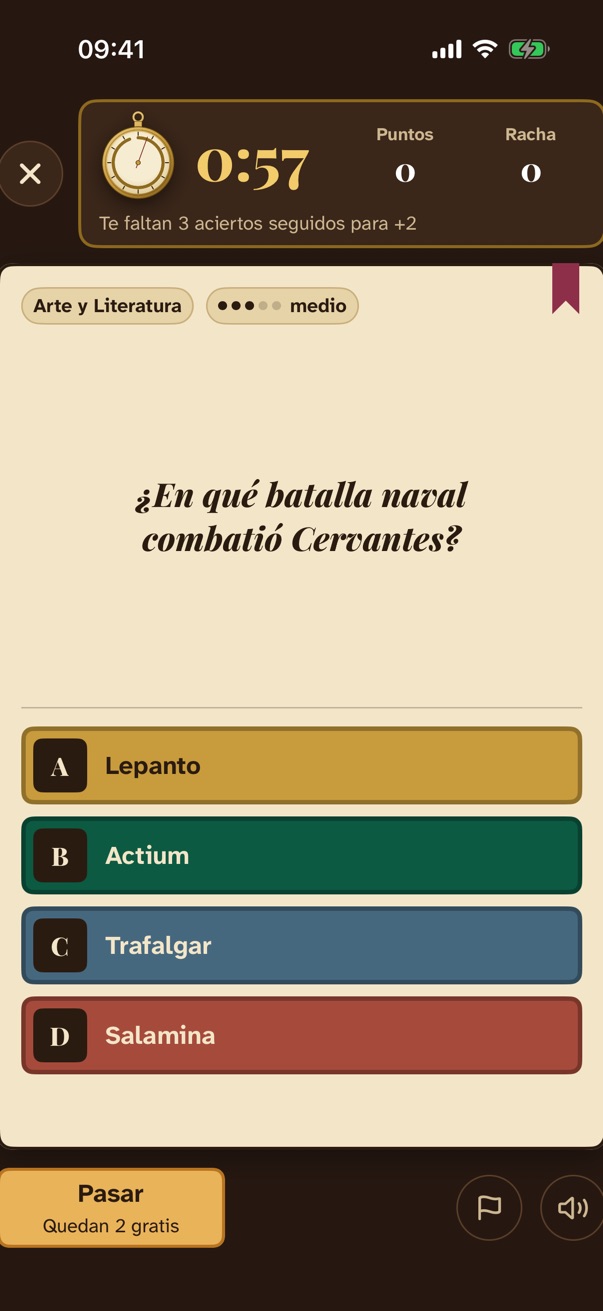 09:41
0:57
Puntos
0
Racha
0
Te faltan 3 aciertos seguidos para +2
Arte y Literatura
medio
¿En qué batalla naval
combatió Cervantes?
A
Lepanto
B
Actium
C
Trafalgar
D
Salamina
Pasar
Quedan 2 gratis